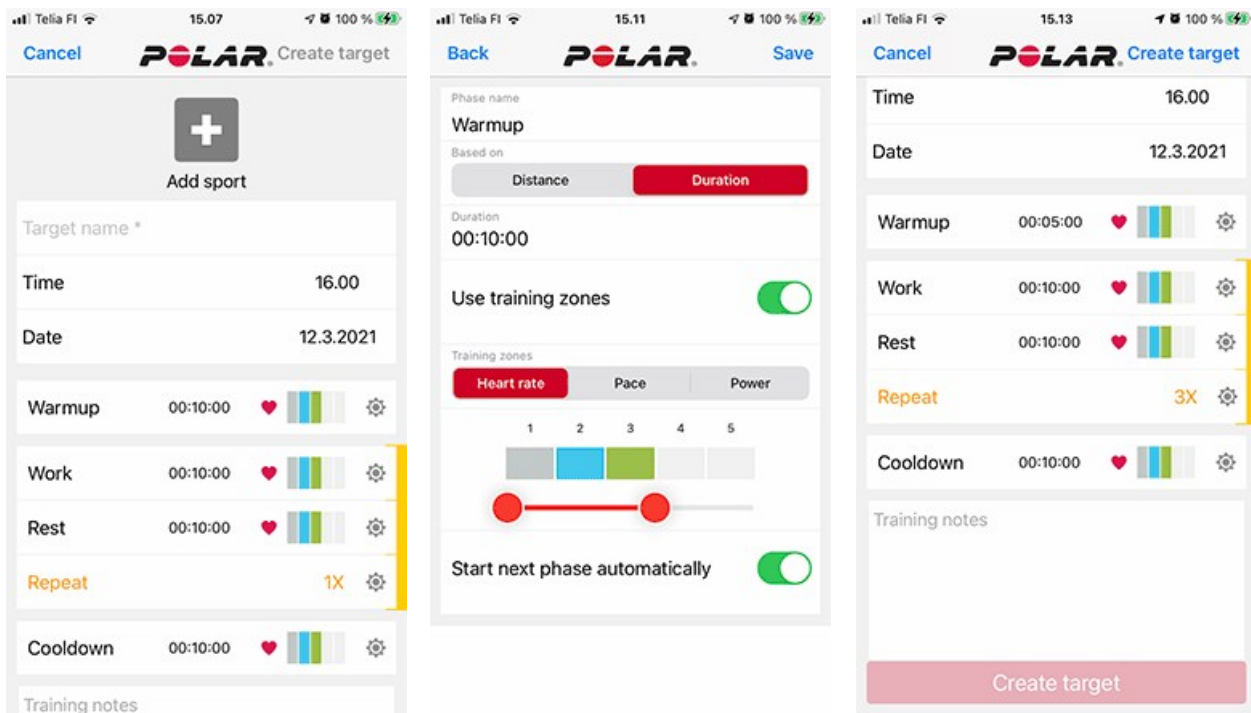 Telia FI 15.07 100 %
Cancel POLAR. Create target
Add sport
Target name *
Time 16.00
Date 12.3.2021
Warmup 00:10:00
Work 00:10:00
Rest 00:10:00
Repeat 1X
Cooldown 00:10:00
Training notes
Telia FI 15.11 100 %
Back POLAR. Save
Phase name
Warmup
Based on
Distance Duration
Duration
00:10:00
Use training zones
Training zones
Heart rate Pace Power
1 2 3 4 5
Start next phase automatically
Telia FI 15.13 100 %
Cancel POLAR. Create target
Time 16.00
Date 12.3.2021
Warmup 00:05:00
Work 00:10:00
Rest 00:10:00
Repeat 3X
Cooldown 00:10:00
Training notes
Create target